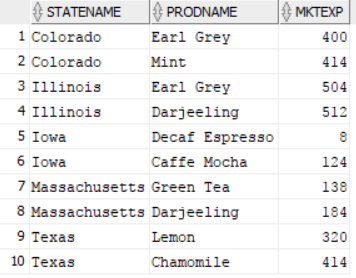 STATENAME PRODNAME MKTEXP
1 Colorado Earl Grey 400
2 Colorado Mint 414
3 Illinois Earl Grey 504
4 Illinois Darjeeling 512
5 Iowa Decaf Espresso 8
6 Iowa Caffe Mocha 124
7 Massachusetts Green Tea 138
8 Massachusetts Darjeeling 184
9 Texas Lemon 320
10 Texas Chamomile 414